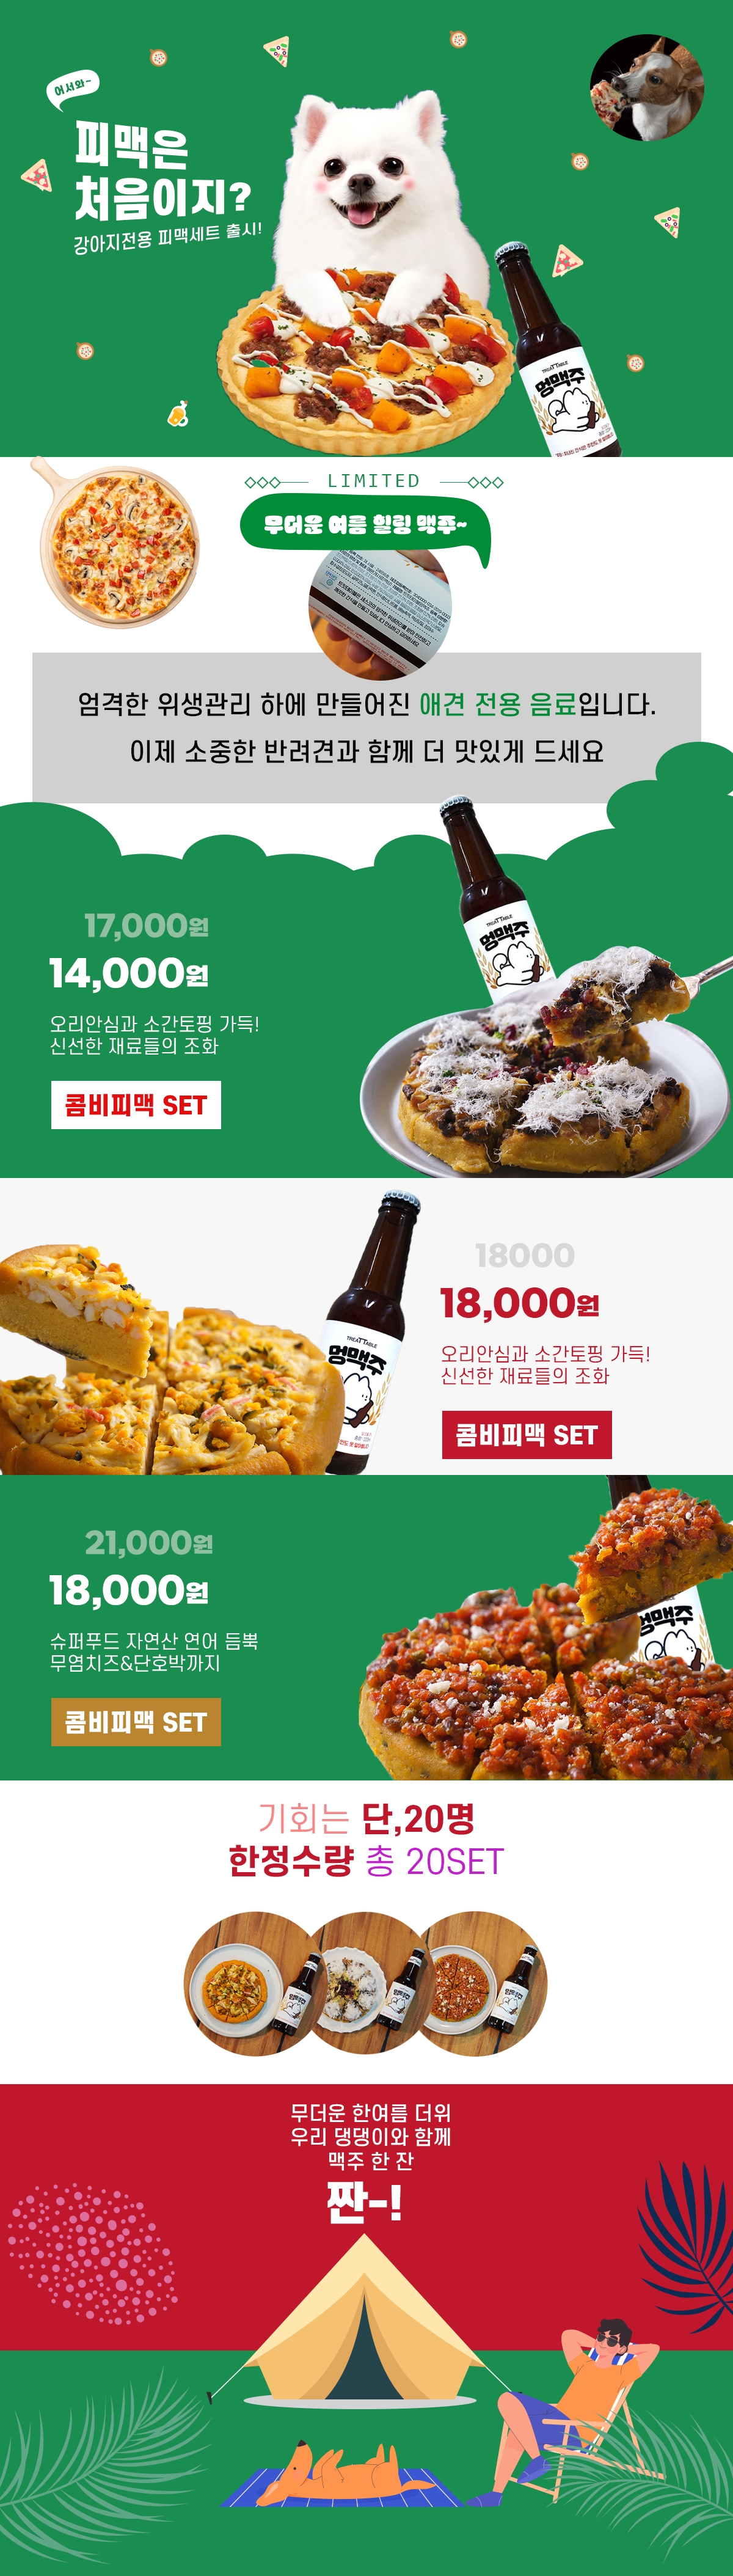 어서와~
피맥은
처음이지?
강아지전용 피맥세트 출시!
TREATTABLE
멍맥주
LIMITED
무더운 여름 힐링 맥주~
엄격한 위생관리 하에 만들어진 애견 전용 음료입니다.
이제 소중한 반려견과 함께 더 맛있게 드세요
TREATTABLE
멍맥주
17,000원
14,000원
오리안심과 소간토핑 가득!
신선한 재료들의 조화
콤비피맥 SET
TREATTABLE
멍맥주
18000
18,000원
오리안심과 소간토핑 가득!
신선한 재료들의 조화
콤비피맥 SET
21,000원
18,000원
슈퍼푸드 자연산 연어 듬뿍
무염치즈&단호박까지
콤비피맥 SET
멍맥주
기회는 단,20명
한정수량 총 20SET
무더운 한여름 더위
우리 댕댕이와 함께
맥주 한 잔
짠-!